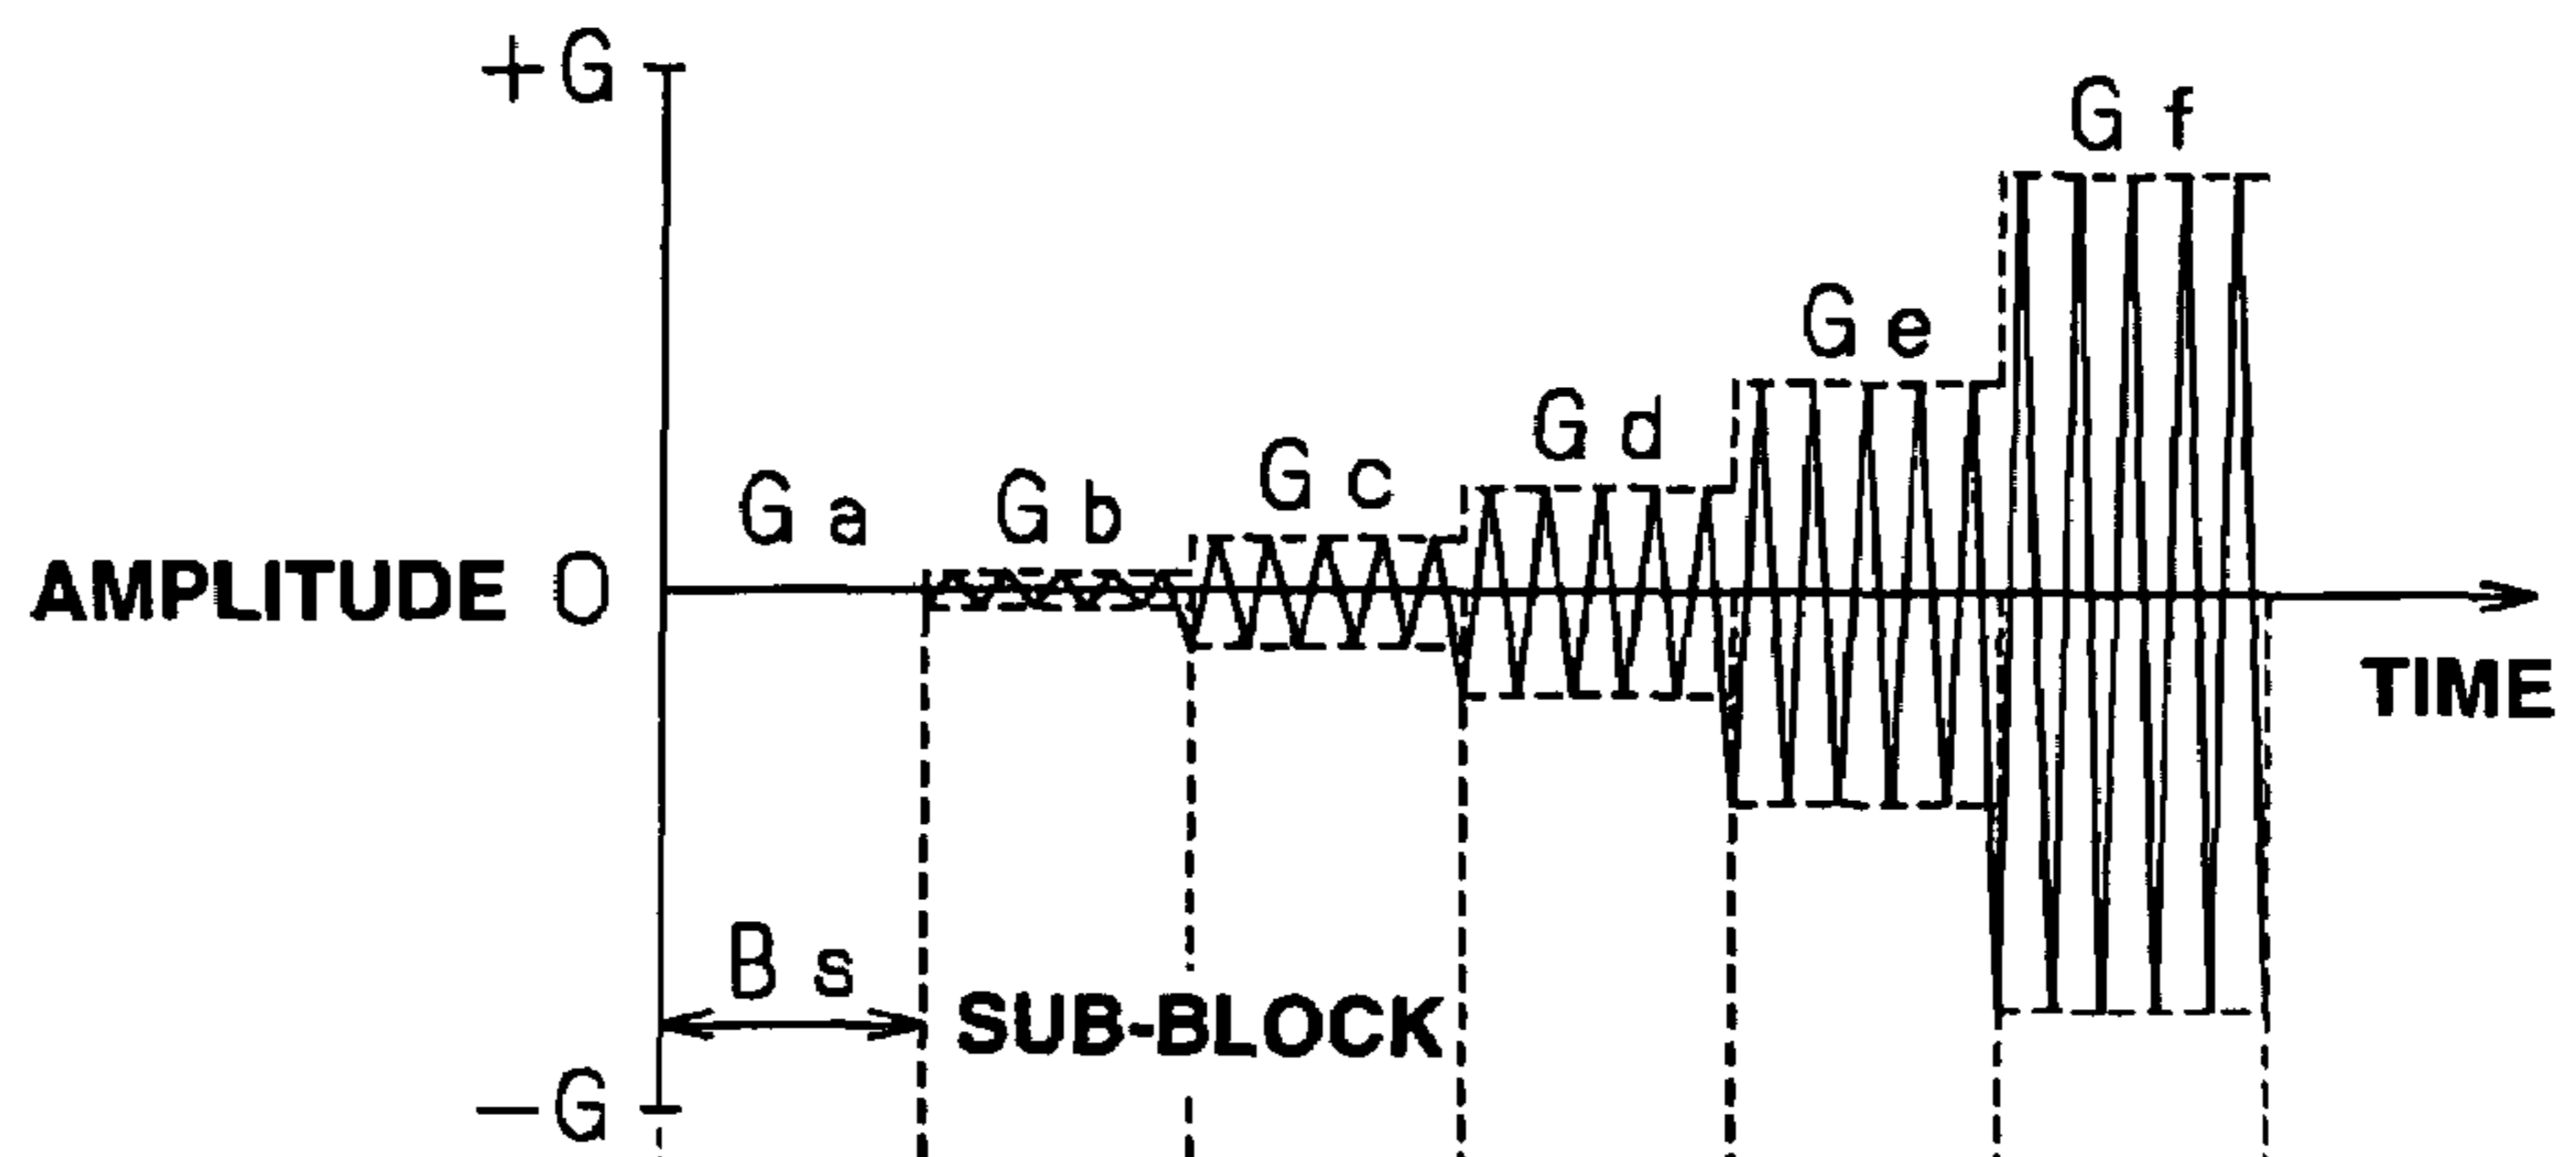 +G
G f
G e
G d
G c
G a
G b
AMPLITUDE 0
TIME
B s
SUB-BLOCK
−G